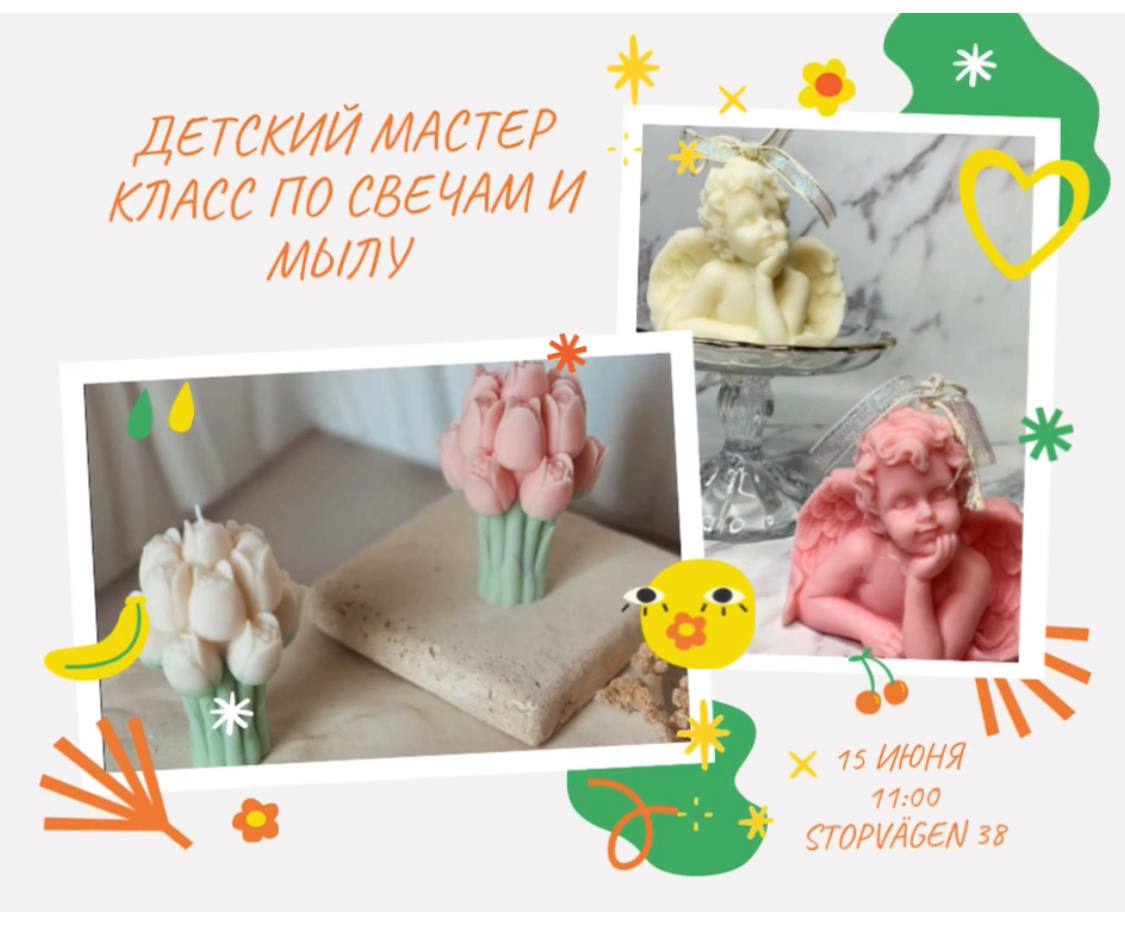 ДЕТСКИЙ МАСТЕР
КЛАСС ПО СВЕЧАМ И
МЫЛУ
15 ИЮНЯ
11:00
STOPVÄGEN 38